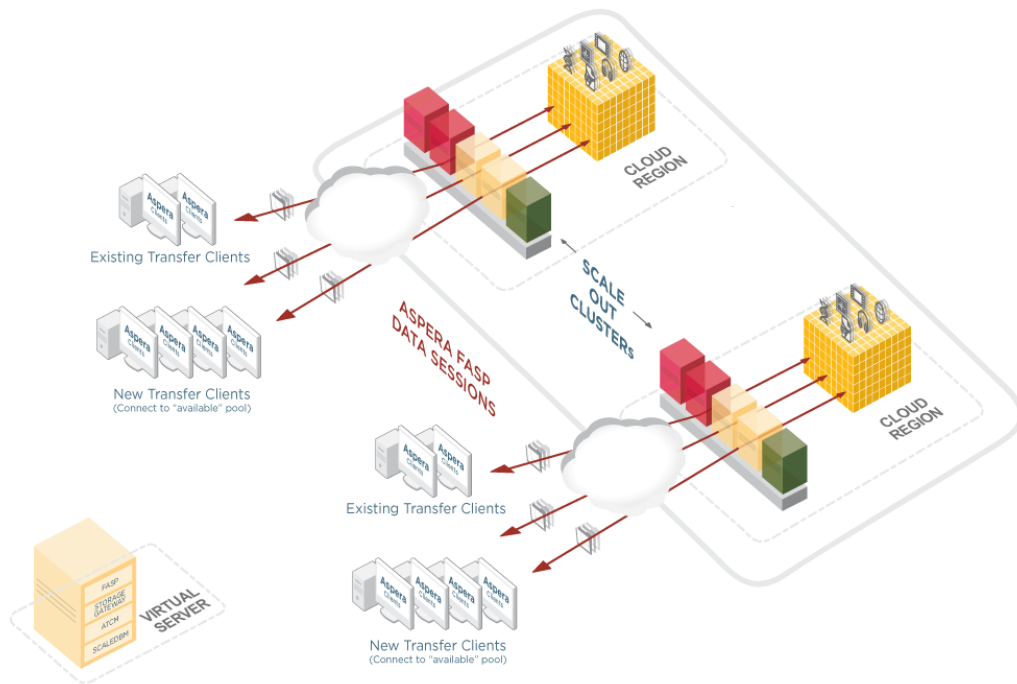 CLOUD
REGION
Aspera
Clients
Aspera
Clients
Existing Transfer Clients
Aspera
Clients
Aspera
Clients
Aspera
Clients
Aspera
Clients
New Transfer Clients
(Connect to "available" pool)
SCALE
OUT
CLUSTERs
ASPERA FASP
DATA SESSIONS
CLOUD
REGION
Aspera
Clients
Aspera
Clients
Existing Transfer Clients
Aspera
Clients
Aspera
Clients
Aspera
Clients
Aspera
Clients
New Transfer Clients
(Connect to "available" pool)
FASP
STORAGE
GATEWAY
ATCM
SCALEDBM
VIRTUAL
SERVER